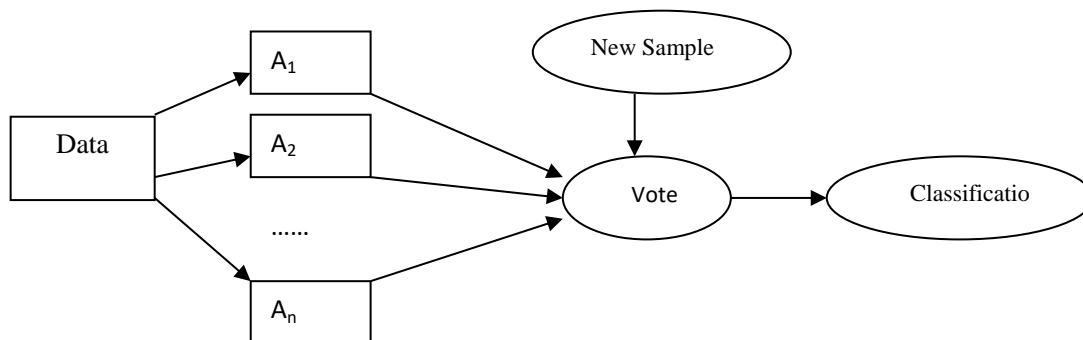 New Sample
A₁
Data
A₂
Vote
Classificatio
......
Aₙ